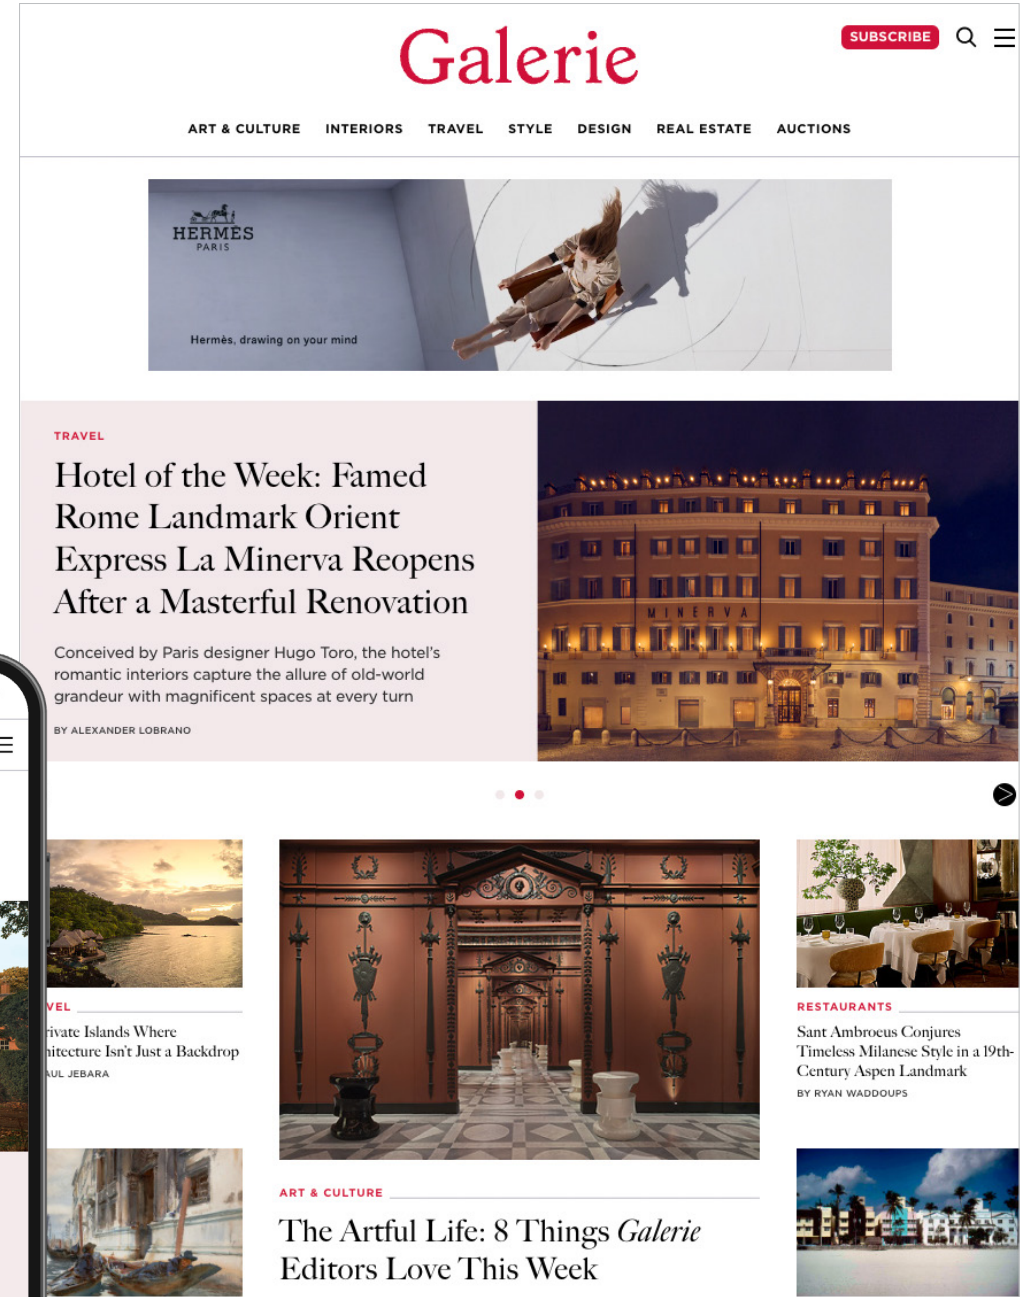 Galerie
SUBSCRIBE
ART & CULTURE INTERIORS TRAVEL STYLE DESIGN REAL ESTATE AUCTIONS
HERMÈS
PARIS
Hermès, drawing on your mind
TRAVEL
Hotel of the Week: Famed
Rome Landmark Orient
Express La Minerva Reopens
After a Masterful Renovation
Conceived by Paris designer Hugo Toro, the hotel's
romantic interiors capture the allure of old-world
grandeur with magnificent spaces at every turn
BY ALEXANDER LOBRANO
MINERVA
VEL
rivate Islands Where
hitecture Isn't Just a Backdrop
AUL JEBARA
ART & CULTURE
The Artful Life: 8 Things Galerie
Editors Love This Week
RESTAURANTS
Sant Ambroeus Conjures
Timeless Milanese Style in a 19th-
Century Aspen Landmark
BY RYAN WADDOUPS